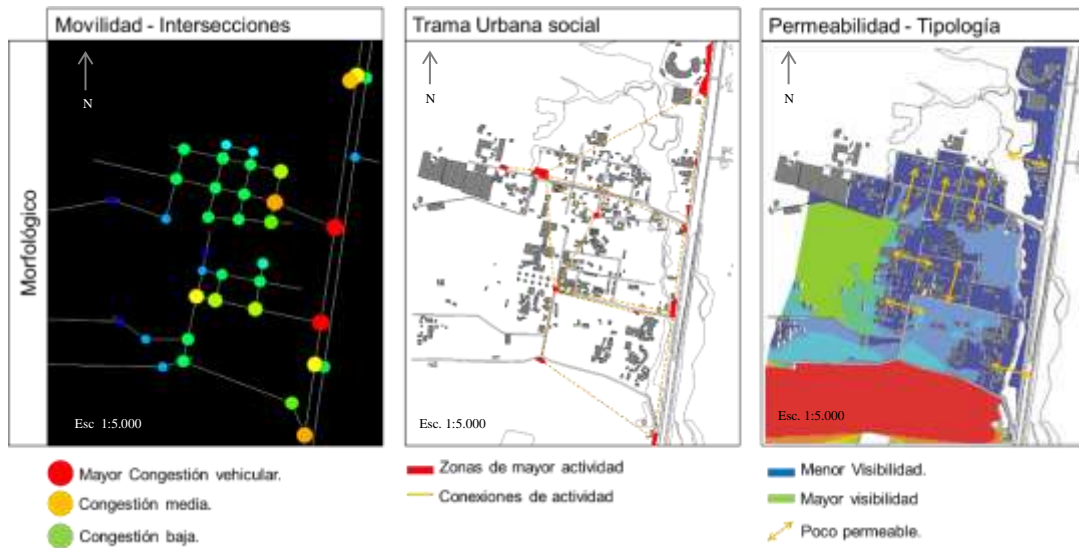 Movilidad - Intersecciones
Trama Urbana social
Permeabilidad - Tipología
Morfológico
N
N
N
Esc 1:5.000
Esc. 1:5.000
Esc 1:5.000
Mayor Congestión vehicular.
Congestión media.
Congestión baja.
Zonas de mayor actividad
Conexiones de actividad
Menor Visibilidad.
Mayor visibilidad
Poco permeable.